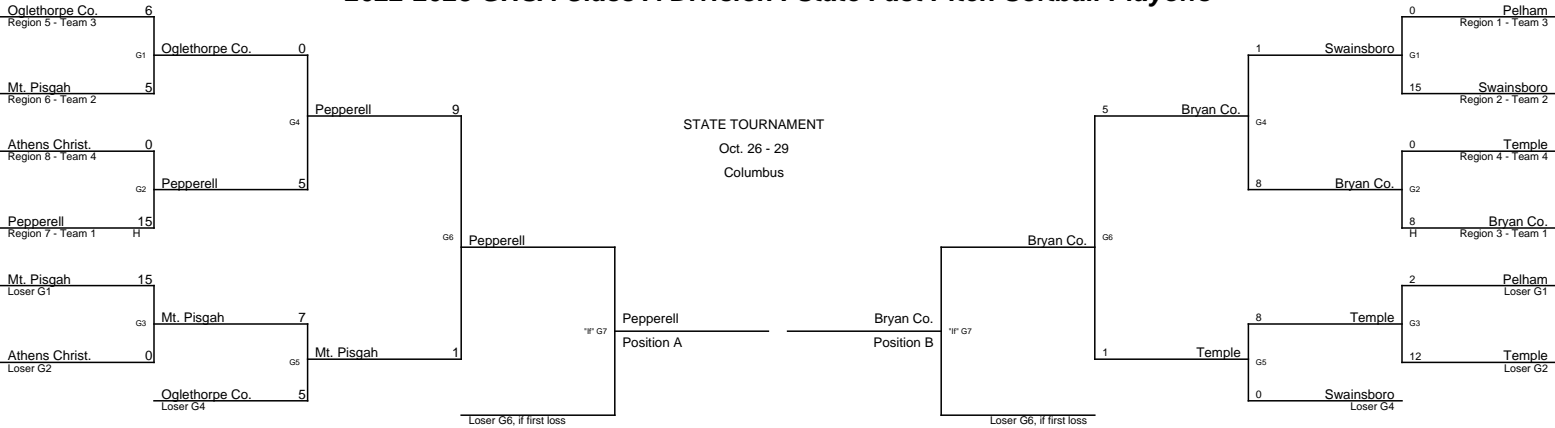 2022-2023 GHSA Class A Division I State Fast Pitch Softball Playoffs
Oglethorpe Co. 6
Region 5 - Team 3
G1
Oglethorpe Co. 0
Mt. Pisgah 5
Region 6 - Team 2
G4
Pepperell 9
Athens Christ. 0
Region 8 - Team 4
G2
Pepperell 5
Pepperell 15
Region 7 - Team 1 H
G6
Pepperell
Mt. Pisgah 15
Loser G1
G3
Mt. Pisgah 7
Athens Christ. 0
Loser G2
G5
Mt. Pisgah 1
Oglethorpe Co. 5
Loser G4
Loser G6, if first loss
"If" G7
Pepperell
Position A
STATE TOURNAMENT
Oct. 26 - 29
Columbus
0 Pelham
Region 1 - Team 3
G1
1 Swainsboro
15 Swainsboro
Region 2 - Team 2
G4
5 Bryan Co.
0 Temple
Region 4 - Team 4
G2
8 Bryan Co.
8 Bryan Co.
H Region 3 - Team 1
G6
Bryan Co.
2 Pelham
Loser G1
G3
8 Temple
12 Temple
Loser G2
G5
1 Temple
0 Swainsboro
Loser G4
Loser G6, if first loss
"If" G7
Bryan Co.
Position B